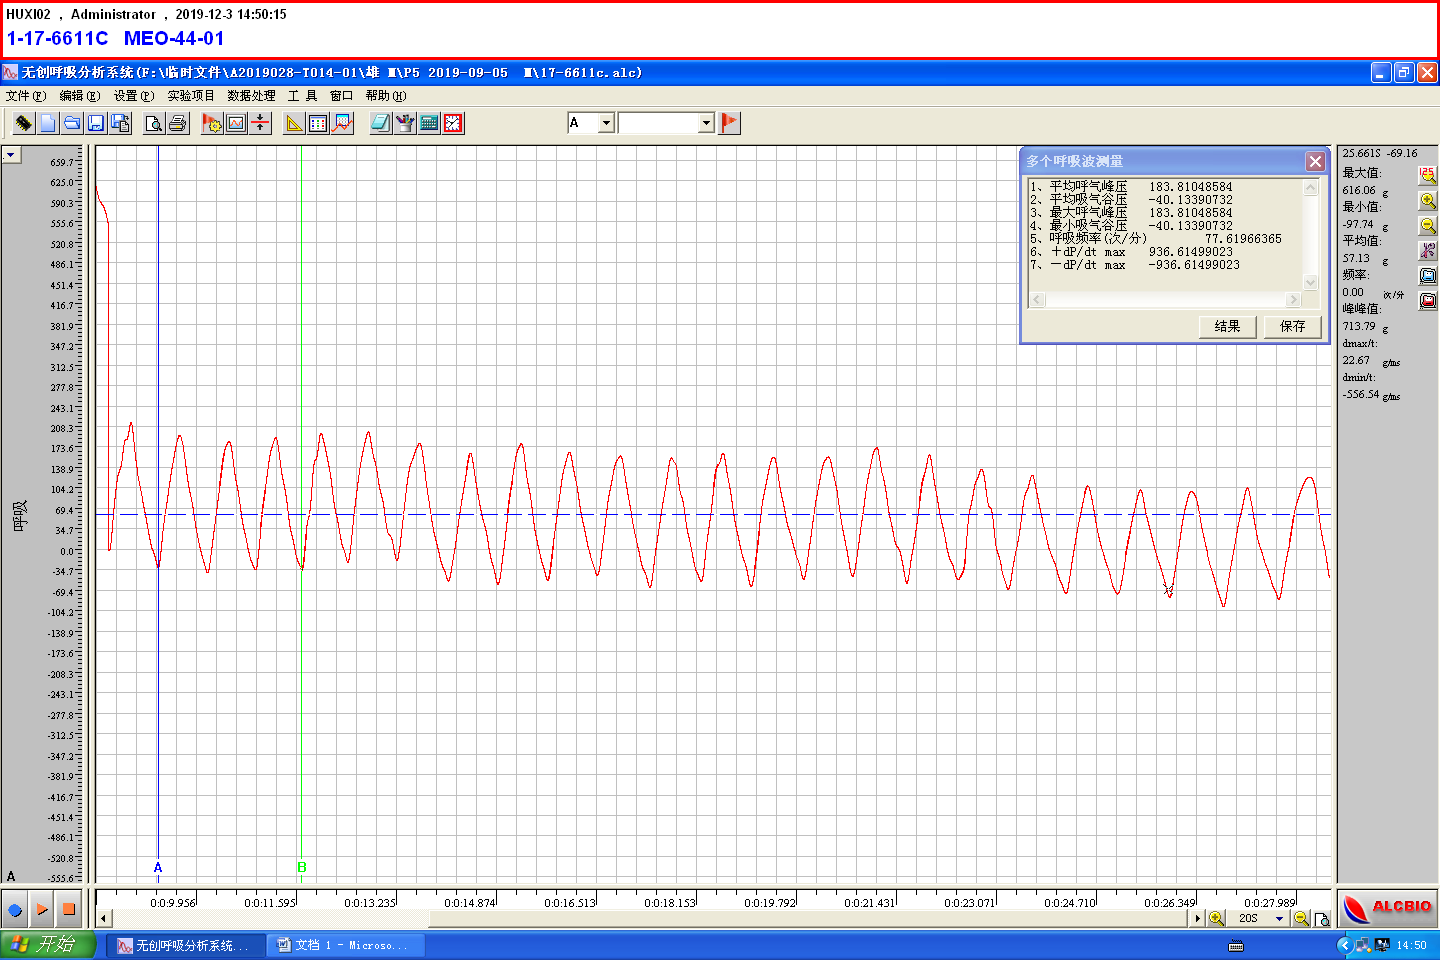 HUXI02 , Administrator , 2019-12-3 14:50:15
1-17-6611C MEO-44-01
无创呼吸分析系统(F:\临时文件\A2019028-T014-01\雄 M\P5 2019-09-05 M\17-6611c.alc)
文件(F) 编辑(E) 设置(P) 实验项目 数据处理 工 具 窗口 帮助(H)
A
659.7
625.0
590.3
555.6
520.8
486.1
451.4
416.7
381.9
347.2
312.5
277.8
243.1
208.3
173.6
138.9
104.2
69.4
34.7
0.0
-34.7
-69.4
-104.2
-138.9
-173.6
-208.3
-243.1
-277.8
-312.5
-347.2
-381.9
-416.7
-451.4
-486.1
-520.8
-555.6
呼吸
A
A
B
多个呼吸波测量
1、平均呼气峰压 183.81048584
2、平均吸气谷压 -40.13390732
3、最大呼气峰压 183.81048584
4、最小吸气谷压 -40.13390732
5、呼吸频率(次/分) 77.61966365
6、＋dP/dt max 936.61499023
7、－dP/dt max -936.61499023
结果 保存
25.661S -69.16
最大值:
616.06 g
最小值:
-97.74 g
平均值:
57.13 g
频率:
0.00 次/分
峰峰值:
713.79 g
dmax/t:
22.67 g/ms
dmin/t:
-556.54 g/ms
125
0:0:9.956 0:0:11.595 0:0:13.235 0:0:14.874 0:0:16.513 0:0:18.153 0:0:19.792 0:0:21.431 0:0:23.071 0:0:24.710 0:0:26.349 0:0:27.989
20S
ALCBIO
开始 无创呼吸分析系统... 文档 1 - Microso... 14:50